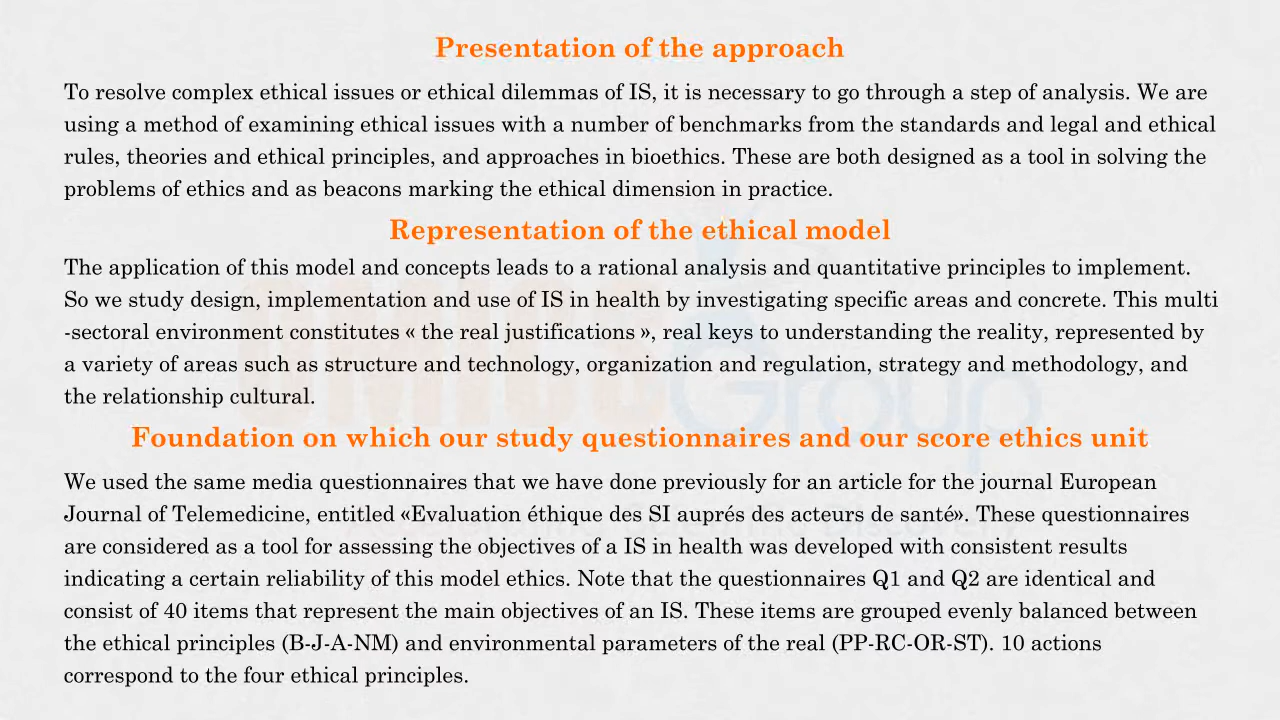 Presentation of the approach
To resolve complex ethical issues or ethical dilemmas of IS, it is necessary to go through a step of analysis. We are
using a method of examining ethical issues with a number of benchmarks from the standards and legal and ethical
rules, theories and ethical principles, and approaches in bioethics. These are both designed as a tool in solving the
problems of ethics and as beacons marking the ethical dimension in practice.
Representation of the ethical model
The application of this model and concepts leads to a rational analysis and quantitative principles to implement.
So we study design, implementation and use of IS in health by investigating specific areas and concrete. This multi
-sectoral environment constitutes « the real justifications », real keys to understanding the reality, represented by
a variety of areas such as structure and technology, organization and regulation, strategy and methodology, and
the relationship cultural.
OMICS Group
Foundation on which our study questionnaires and our score ethics unit
We used the same media questionnaires that we have done previously for an article for the journal European
Journal of Telemedicine, entitled «Evaluation éthique des SI auprés des acteurs de santé». These questionnaires
are considered as a tool for assessing the objectives of a IS in health was developed with consistent results
indicating a certain reliability of this model ethics. Note that the questionnaires Q1 and Q2 are identical and
consist of 40 items that represent the main objectives of an IS. These items are grouped evenly balanced between
the ethical principles (B-J-A-NM) and environmental parameters of the real (PP-RC-OR-ST). 10 actions
correspond to the four ethical principles.